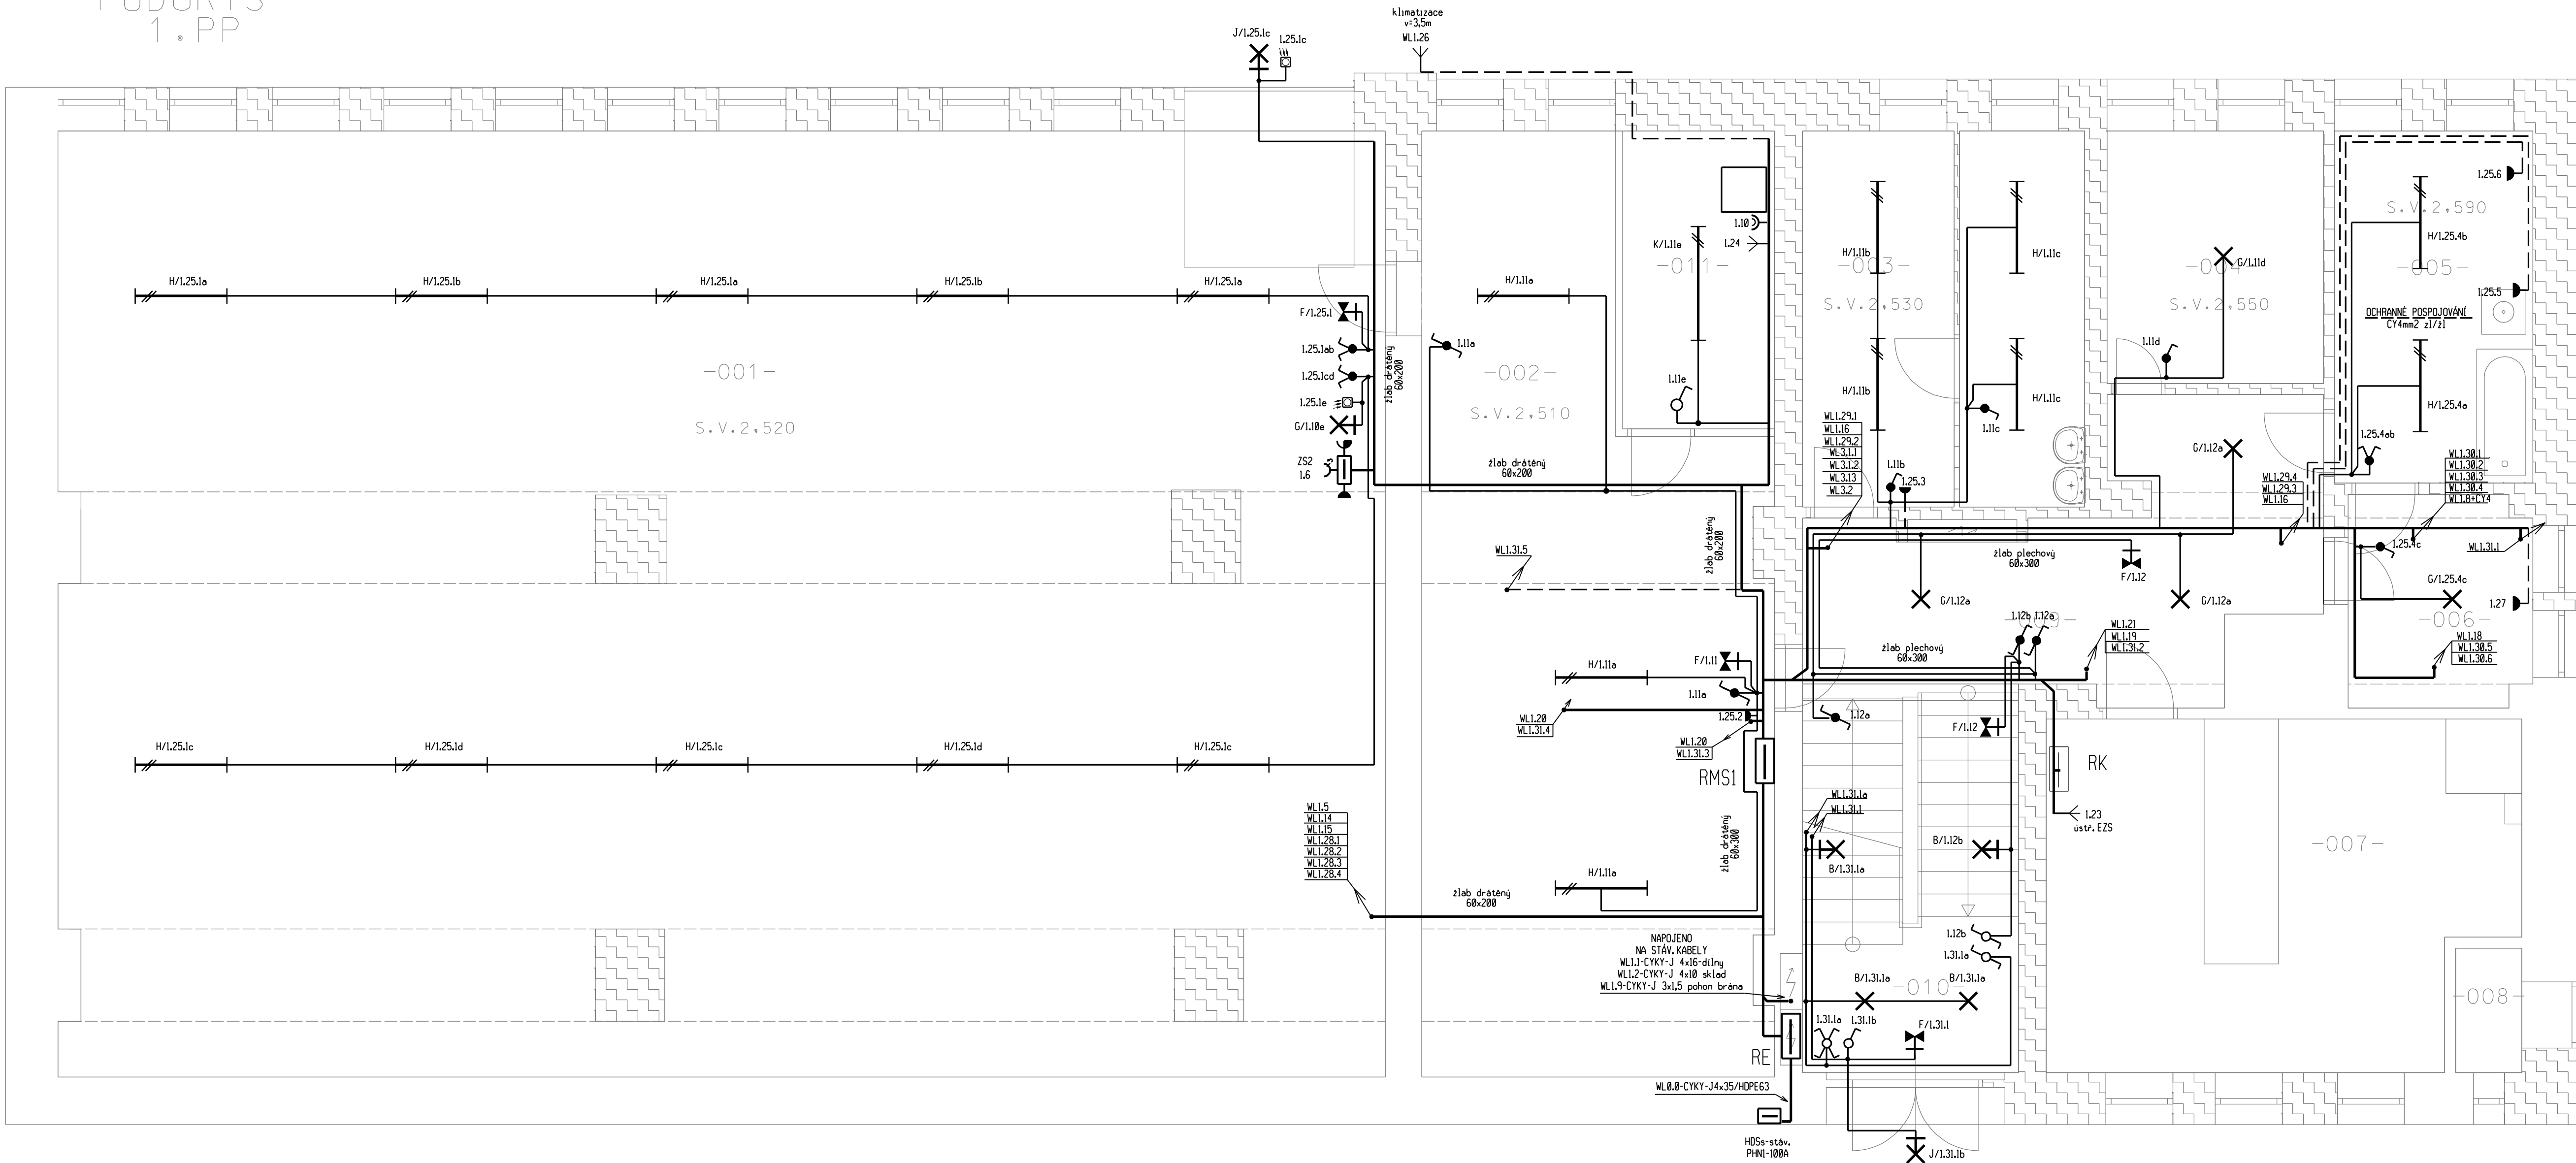 PŮDORYS
1.PP
klimatizace
v=3,5m
WL1.26
J/1.25.1c
1.25.1c
H/1.25.1a
H/1.25.1b
H/1.25.1a
H/1.25.1b
H/1.25.1a
F/1.25.1
1.25.1ab
1.25.1cd
1.25.1e
G/1.10e
ZS2
1.6
žlab drátěný
60x200
-001-
S.V.2,520
H/1.25.1c
H/1.25.1d
H/1.25.1c
H/1.25.1d
H/1.25.1c
WL1.5
WL1.14
WL1.15
WL1.28.1
WL1.28.2
WL1.28.3
WL1.28.4
H/1.11a
1.11a
-002-
S.V.2,510
žlab drátěný
60x200
K/1.11e
1.10
1.24
-011-
1.11e
žlab drátěný
60x200
WL1.31.5
H/1.11a
F/1.11
1.11a
1.25.2
WL1.20
WL1.31.4
WL1.20
WL1.31.3
RMS1
žlab drátěný
60x300
H/1.11a
žlab drátěný
60x200
NAPOJENO
NA STÁV.KABELY
WL1.1-CYKY-J 4x16-dílny
WL1.2-CYKY-J 4x10 sklad
WL1.9-CYKY-J 3x1,5 pohon brána
RE
WL0.0-CYKY-J4x35/HDPE63
HDSs-stáv.
PHN1-100A
H/1.11b
-003-
S.V.2,530
H/1.11b
H/1.11c
H/1.11c
1.11c
WL1.29.1
WL1.16
WL1.29.2
WL3.1.1
WL3.1.2
WL3.13
WL3.2
1.11b
1.25.3
G/1.11d
-004-
S.V.2,550
1.11d
G/1.12a
1.25.6
S.V.2,590
H/1.25.4b
-005-
1.25.5
OCHRANNÉ POSPOJOVÁNÍ
CY4mm2 zl/žl
H/1.25.4a
1.25.4ab
WL1.29.4
WL1.29.3
WL1.16
WL1.30.1
WL1.30.2
WL1.30.3
WL1.30.4
WL1.8+CY4
1.25.4c
WL1.31.1
G/1.25.4c
1.27
-006-
WL1.18
WL1.30.5
WL1.30.6
žlab plechový
60x300
F/1.12
G/1.12a
G/1.12a
1.12b
1.12a
-009-
žlab plechový
60x300
WL1.21
WL1.19
WL1.31.2
1.12a
F/1.12
RK
1.23
ústř.EZS
-007-
-008-
WL1.31.1a
WL1.31.1
B/1.31.1a
B/1.12b
1.12b
1.31.1a
B/1.31.1a
B/1.31.1a
-010-
1.31.1a
1.31.1b
F/1.31.1
J/1.31.1b